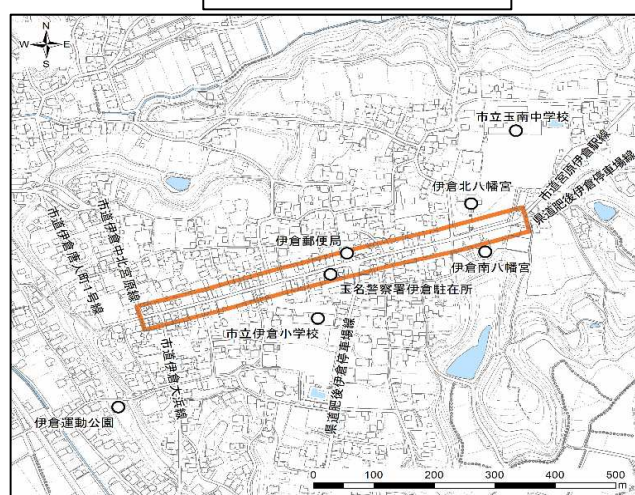 N
W
E
S
市立玉南中学校
市道宮原伊倉駅線
県道肥後伊倉停車場線
伊倉北八幡宮
市道伊倉唐人町1号線
市道伊倉中北宮原線
伊倉郵便局
伊倉南八幡宮
玉名警察署伊倉駐在所
市立伊倉小学校
市道伊倉大浜線
県道肥後伊倉停車場線
伊倉運動公園
0 100 200 300 400 500
m